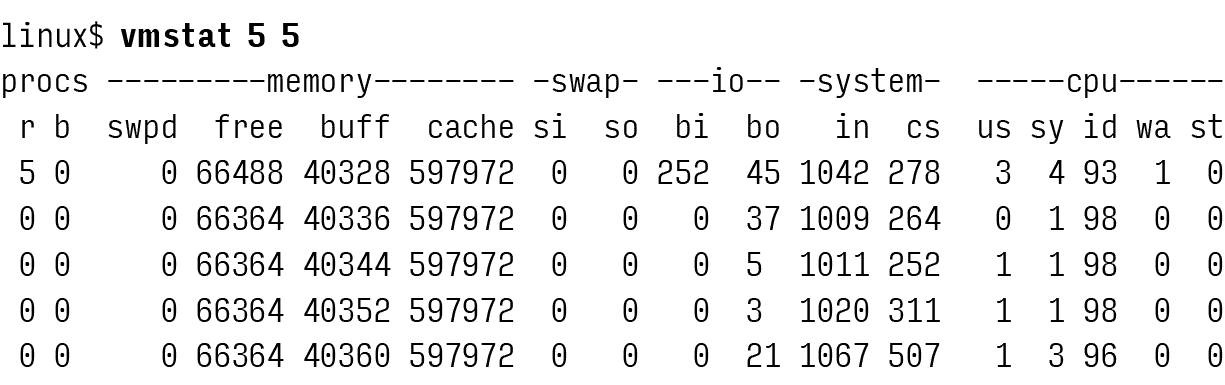 linux$ vmstat 5 5
procs ---------memory-------- -swap- ---io-- -system-  -----cpu------
 r b  swpd  free  buff  cache si  so  bi  bo   in  cs  us sy id wa st
 5 0     0 66488 40328 597972  0   0 252  45 1042 278   3  4 93  1  0
 0 0     0 66364 40336 597972  0   0   0  37 1009 264   0  1 98  0  0
 0 0     0 66364 40344 597972  0   0   0  5  1011 252   1  1 98  0  0
 0 0     0 66364 40352 597972  0   0   0  3  1020 311   1  1 98  0  0
 0 0     0 66364 40360 597972  0   0   0  21 1067 507   1  3 96  0  0